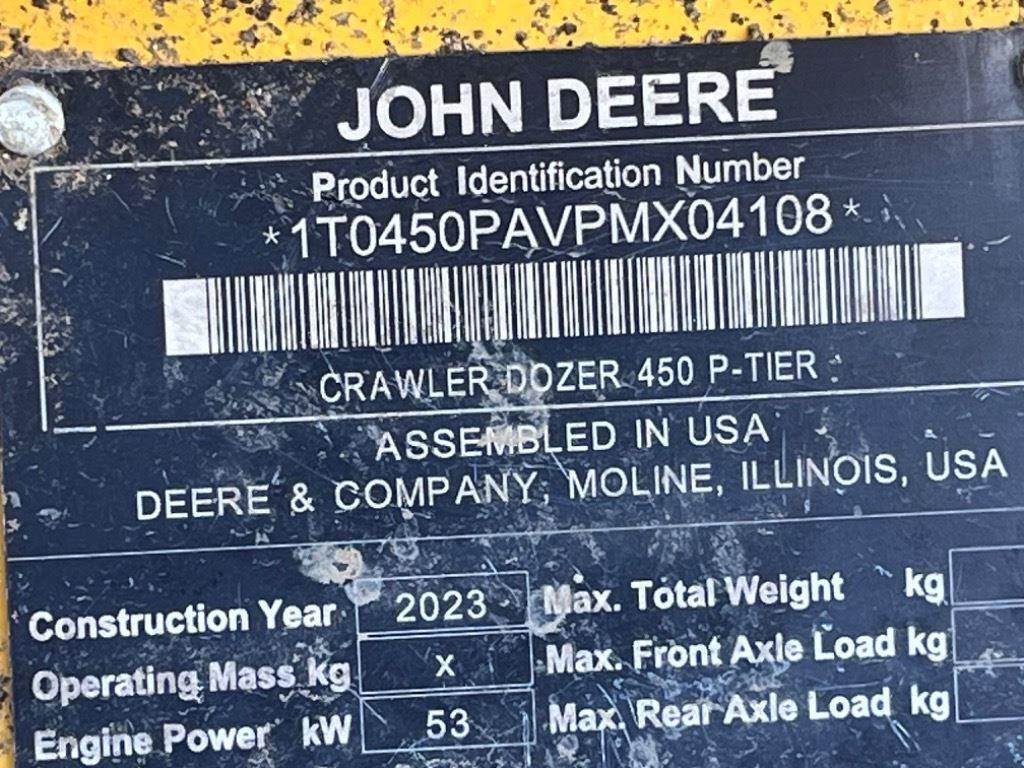 JOHN DEERE
Product Identification Number
*1T0450PAVPMX04108*
CRAWLER DOZER 450 P-TIER
ASSEMBLED IN USA
DEERE & COMPANY, MOLINE, ILLINOIS, USA
Construction Year 2023 Max. Total Weight kg
Operating Mass kg x Max. Front Axle Load kg
Engine Power kW 53 Max. Rear Axle Load kg